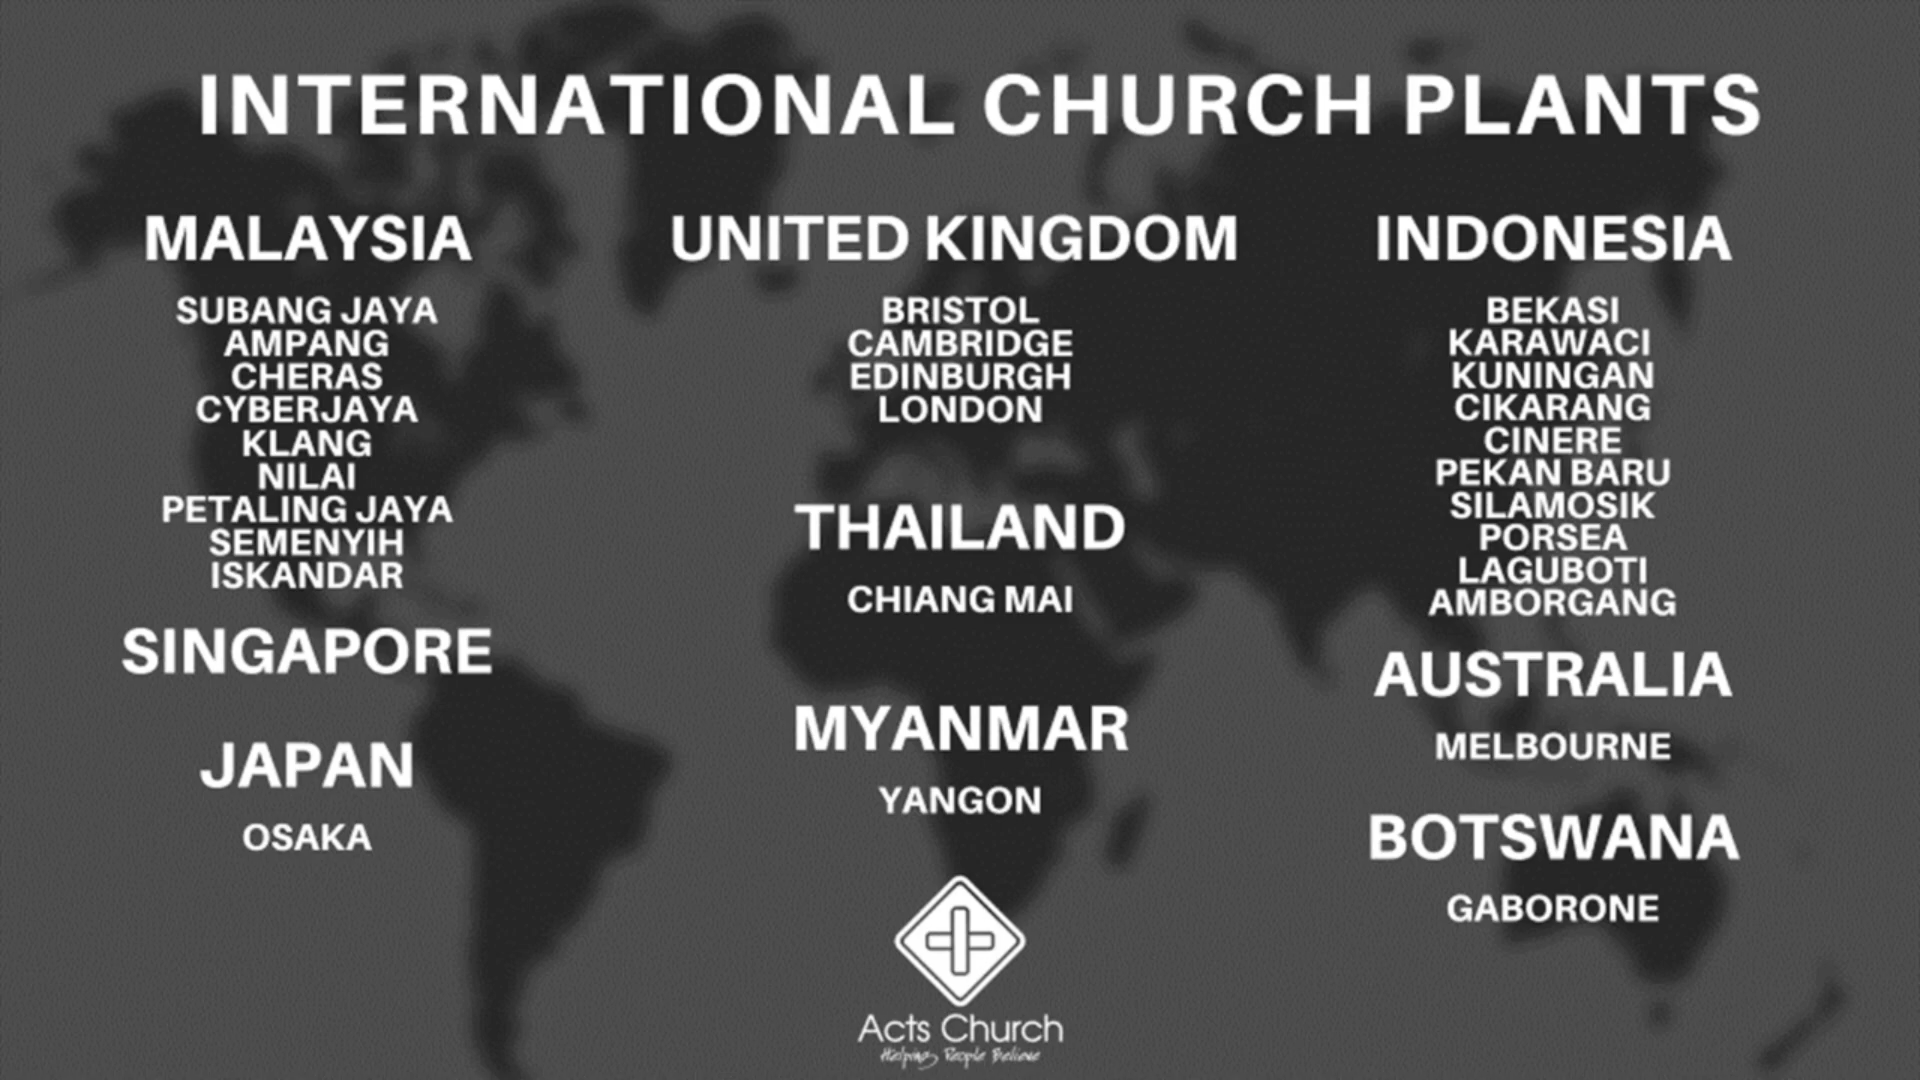 INTERNATIONAL CHURCH PLANTS
MALAYSIA
SUBANG JAYA
AMPANG
CHERAS
CYBERJAYA
KLANG
NILAI
PETALING JAYA
SEMENYIH
ISKANDAR
SINGAPORE
JAPAN
OSAKA
UNITED KINGDOM
BRISTOL
CAMBRIDGE
EDINBURGH
LONDON
THAILAND
CHIANG MAI
MYANMAR
YANGON
INDONESIA
BEKASI
KARAWACI
KUNINGAN
CIKARANG
CINERE
PEKAN BARU
SILAMOSIK
PORSEA
LAGUBOTI
AMBORGANG
AUSTRALIA
MELBOURNE
BOTSWANA
GABORONE
Acts Church
Helping People Believe